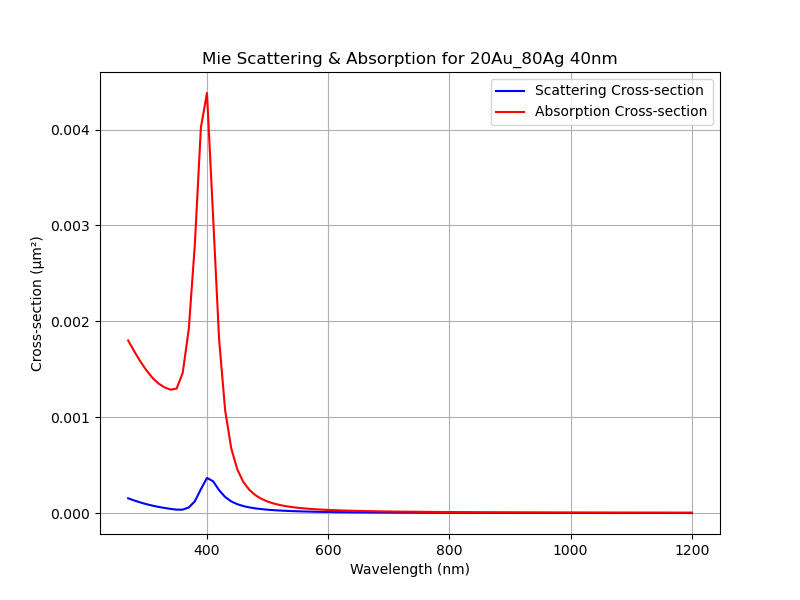 Mie Scattering & Absorption for 20Au_80Ag 40nm
Scattering Cross-section
Absorption Cross-section
Cross-section (µm²)
0.004
0.003
0.002
0.001
0.000
400 600 800 1000 1200
Wavelength (nm)